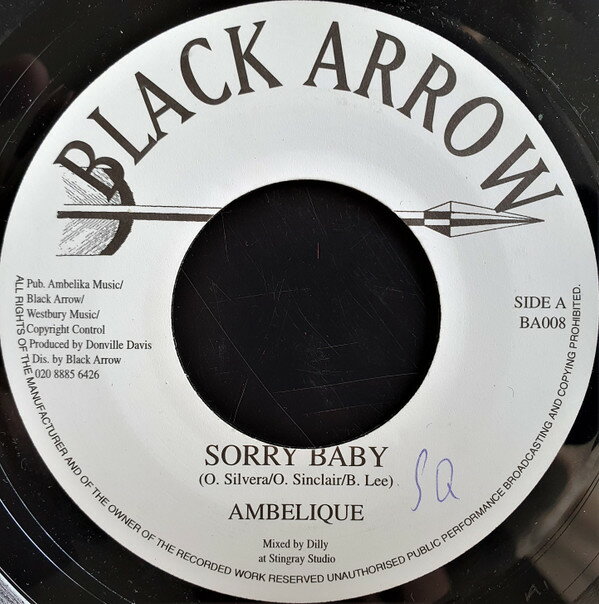 BLACK ARROW
Pub. Ambelika Music/
Black Arrow/
Westbury Music/
Copyright Control
Produced by Donville Davis
Dis. by Black Arrow
020 8885 6426
SIDE A
BA008
SORRY BABY
(O. Silvera/O. Sinclair/B. Lee)
AMBELIQUE
Mixed by Dilly
at Stingray Studio
ALL RIGHTS OF THE MANUFACTURER AND OF THE OWNER OF THE RECORDED WORK RESERVED UNAUTHORISED PUBLIC PERFORMANCE BROADCASTING AND COPYING PROHIBITED.